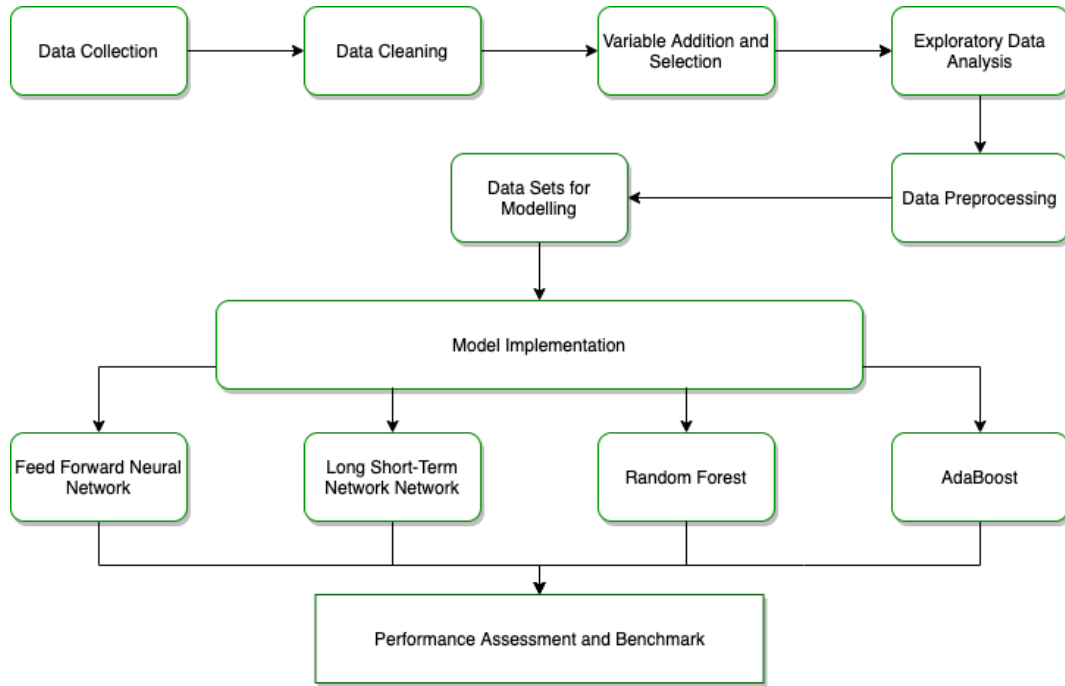 Data Collection
Data Cleaning
Variable Addition and
Selection
Exploratory Data
Analysis
Data Sets for
Modelling
Data Preprocessing
Model Implementation
Feed Forward Neural
Network
Long Short-Term
Network Network
Random Forest
AdaBoost
Performance Assessment and Benchmark